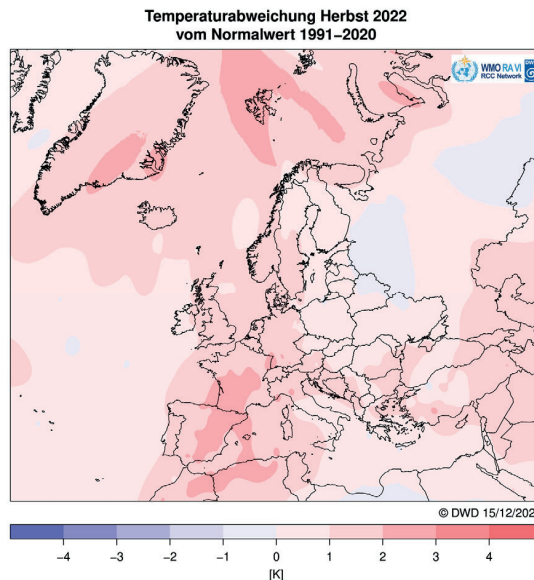 Temperaturabweichung Herbst 2022
vom Normalwert 1991–2020
WMO RA VI
RCC Network
© DWD 15/12/202
-4 -3 -2 -1 0 1 2 3 4
[K]